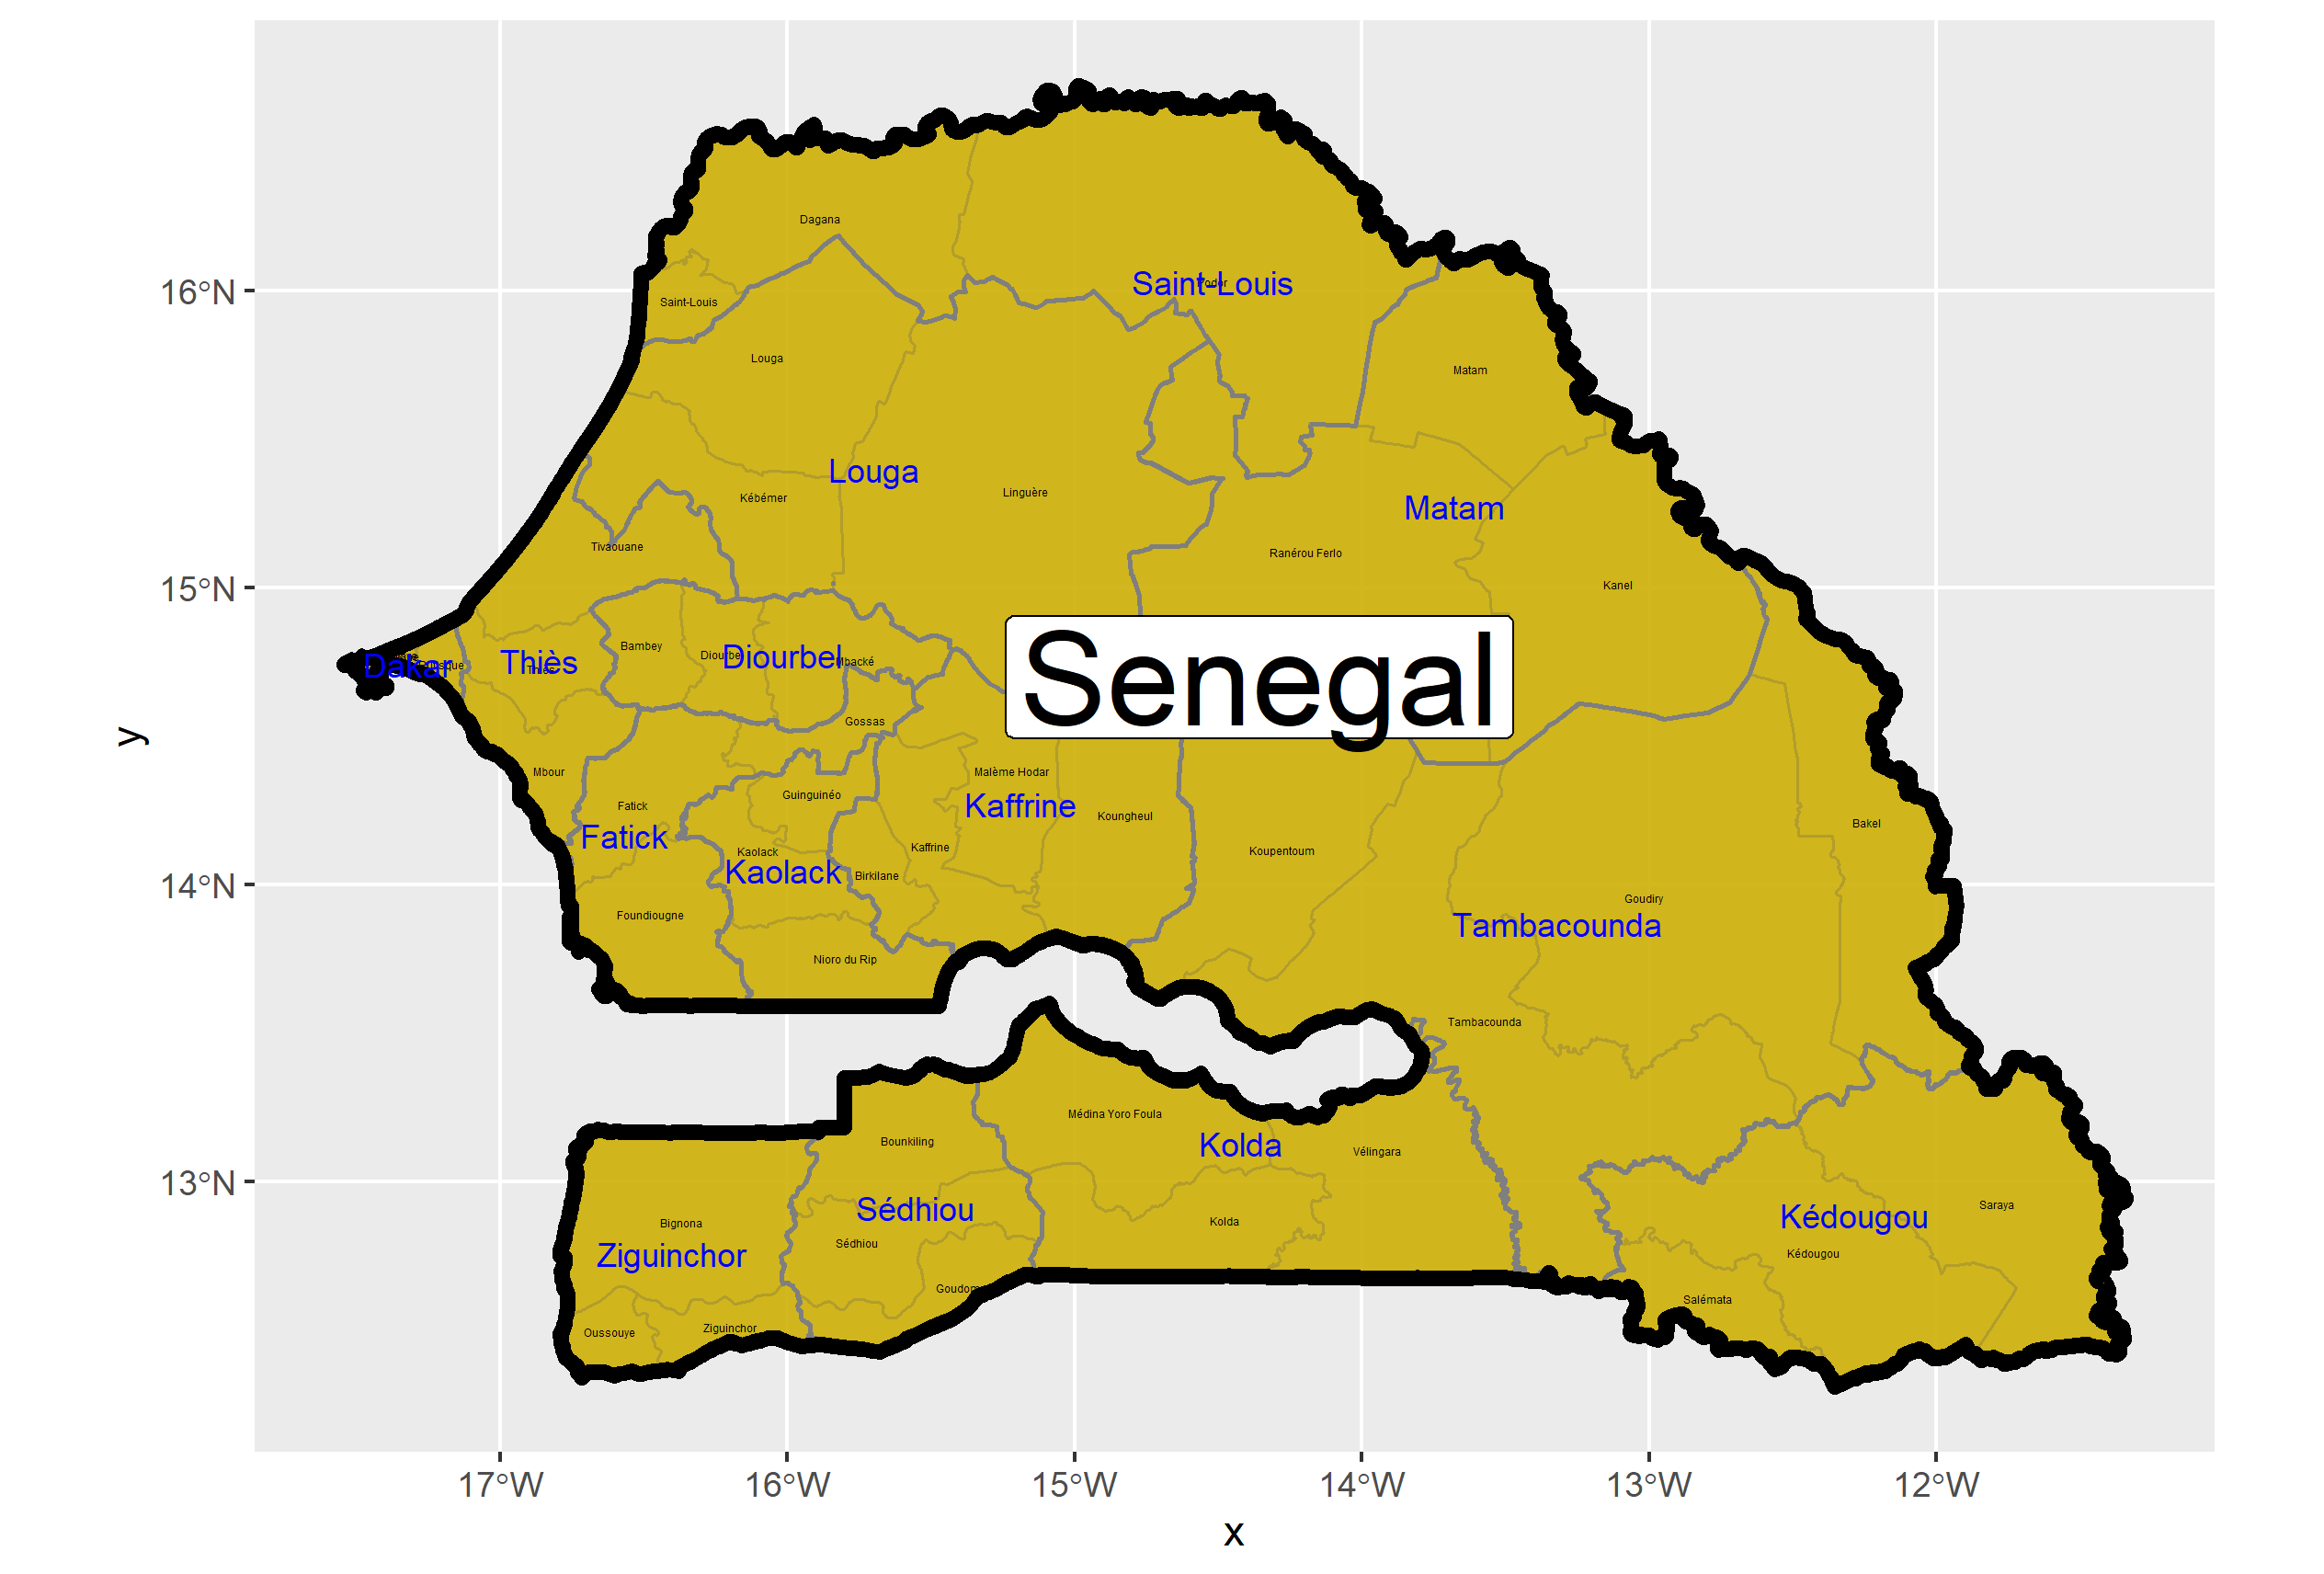 Dagana
Saint-Louis
16°N
Saint-Louis
Louga
Matam
Louga
Linguère
Kébémer
Matam
Tivaouane
Ranérou Ferlo
15°N
Kanel
Bambey
Diourbel
Diourbel
Mbacké
Dakar
Thiès
Thiès
Senegal
Gossas
y
Mbour
Malème Hodar
Guinguinéo
Fatick
Kaffrine
Koungheul
Bakel
Fatick
Kaolack
Kaffrine
Koupentoum
Kaolack
Birkilane
14°N
Goudiry
Foundiougne
Tambacounda
Nioro du Rip
Tambacounda
Médina Yoro Foula
Bounkiling
Kolda
Vélingara
13°N
Sédhiou
Saraya
Bignona
Kolda
Kédougou
Sédhiou
Ziguinchor
Kédougou
Salémata
Oussouye
Ziguinchor
17°W 16°W 15°W 14°W 13°W 12°W
x